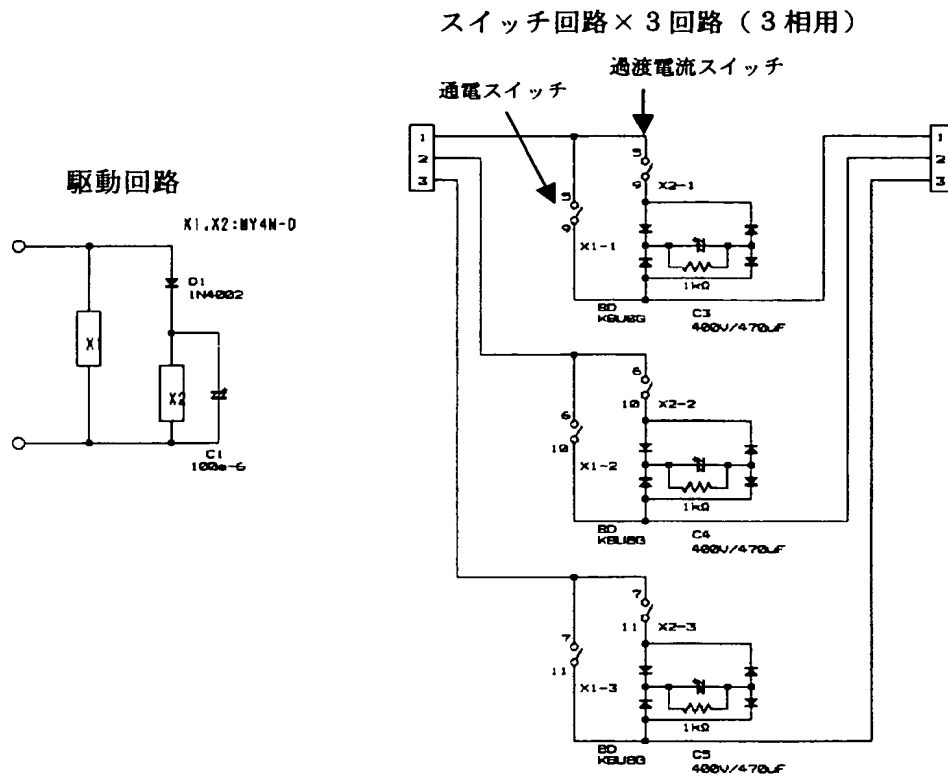 スイッチ回路×3回路(3相用)
過渡電流スイッチ
通電スイッチ
駆動回路
X1,X2:MY4N-D
D1
1N4002
X1
X2
C1
100e-6
1
2
3
1
2
3
5
9
X2-1
5
9
X1-1
1kΩ
BD
KBU8G
C3
400V/470uF
6
10
X2-2
6
10
X1-2
1kΩ
BD
KBU8G
C4
400V/470uF
7
11
X2-3
7
11
X1-3
1kΩ
BD
KBU8G
C5
400V/470uF